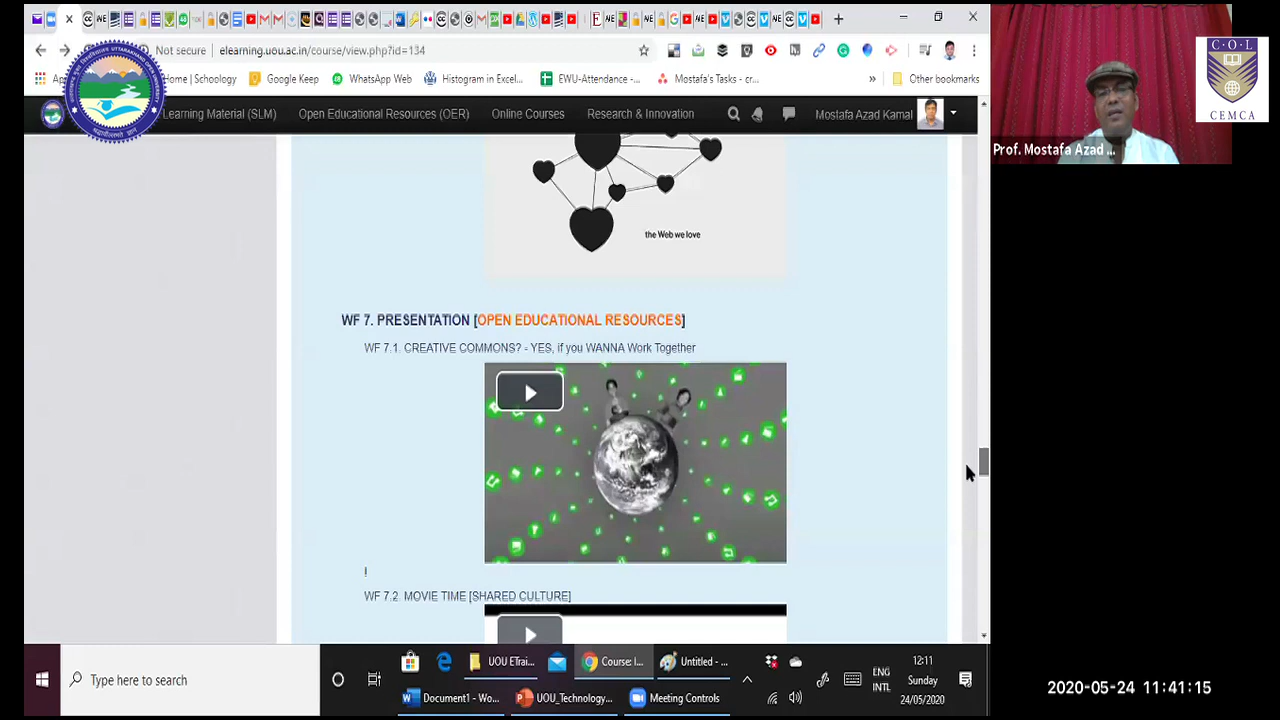 Not secure
elearning.uou.ac.in/course/view.php?id=134
Home | Schoology
Google Keep
WhatsApp Web
Histogram in Excel...
EWU-Attendance -...
Mostafa's Tasks - cr...
»
Other bookmarks
Learning Material (SLM)
Open Educational Resources (OER)
Online Courses
Research & Innovation
Mostafa Azad Kamal
C·O·L
CEMCA
Prof. Mostafa Azad ...
the Web we love
WF 7. PRESENTATION [OPEN EDUCATIONAL RESOURCES]
WF 7.1. CREATIVE COMMONS? - YES, if you WANNA Work Together
!
WF 7.2. MOVIE TIME [SHARED CULTURE]
Type here to search
UOU ETrai...
Course: I...
Untitled - ...
Document1 - Wo...
UOU_Technology...
Meeting Controls
ENG
INTL
12:11
Sunday
24/05/2020
2020-05-24 11:41:15